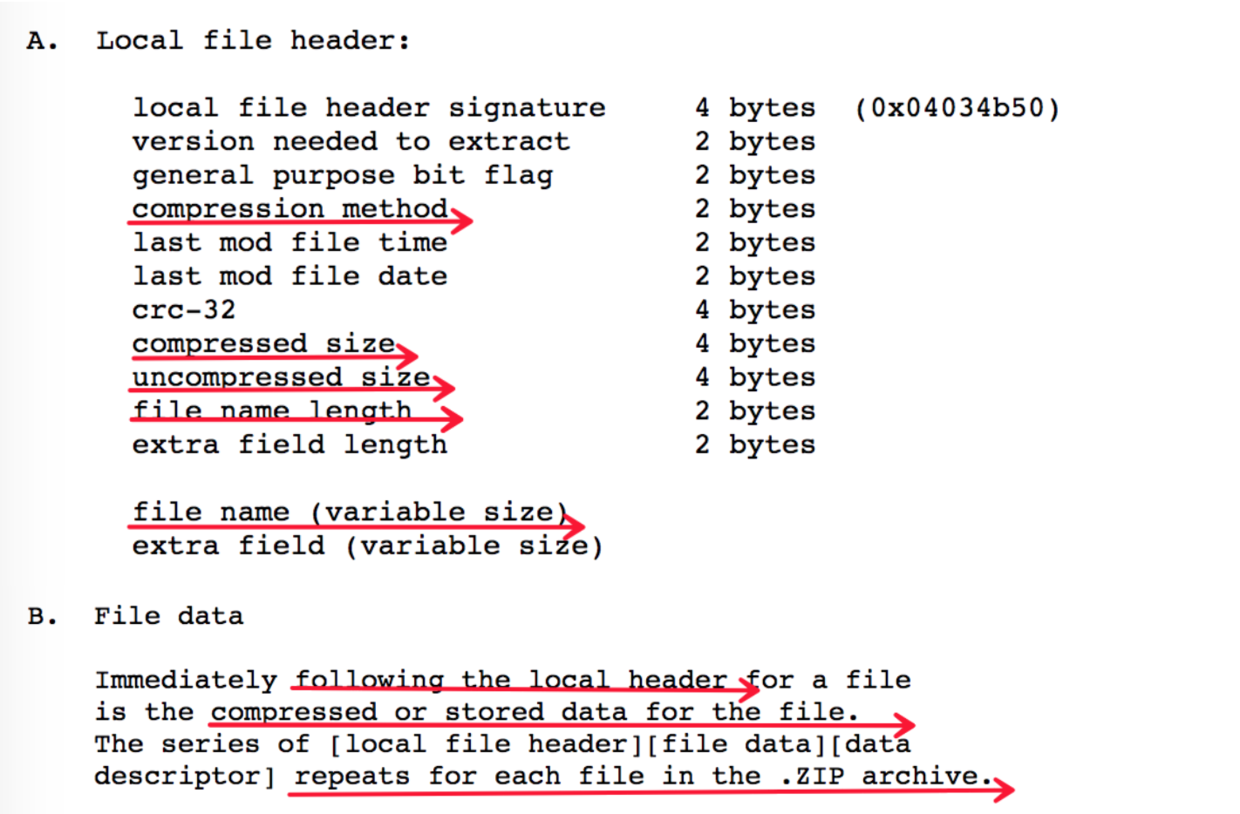 A. Local file header:
local file header signature 4 bytes (0x04034b50)
version needed to extract 2 bytes
general purpose bit flag 2 bytes
compression method 2 bytes
last mod file time 2 bytes
last mod file date 2 bytes
crc-32 4 bytes
compressed size 4 bytes
uncompressed size 4 bytes
file name length 2 bytes
extra field length 2 bytes
file name (variable size)
extra field (variable size)
B. File data
Immediately following the local header for a file
is the compressed or stored data for the file.
The series of [local file header][file data][data
descriptor] repeats for each file in the .ZIP archive.